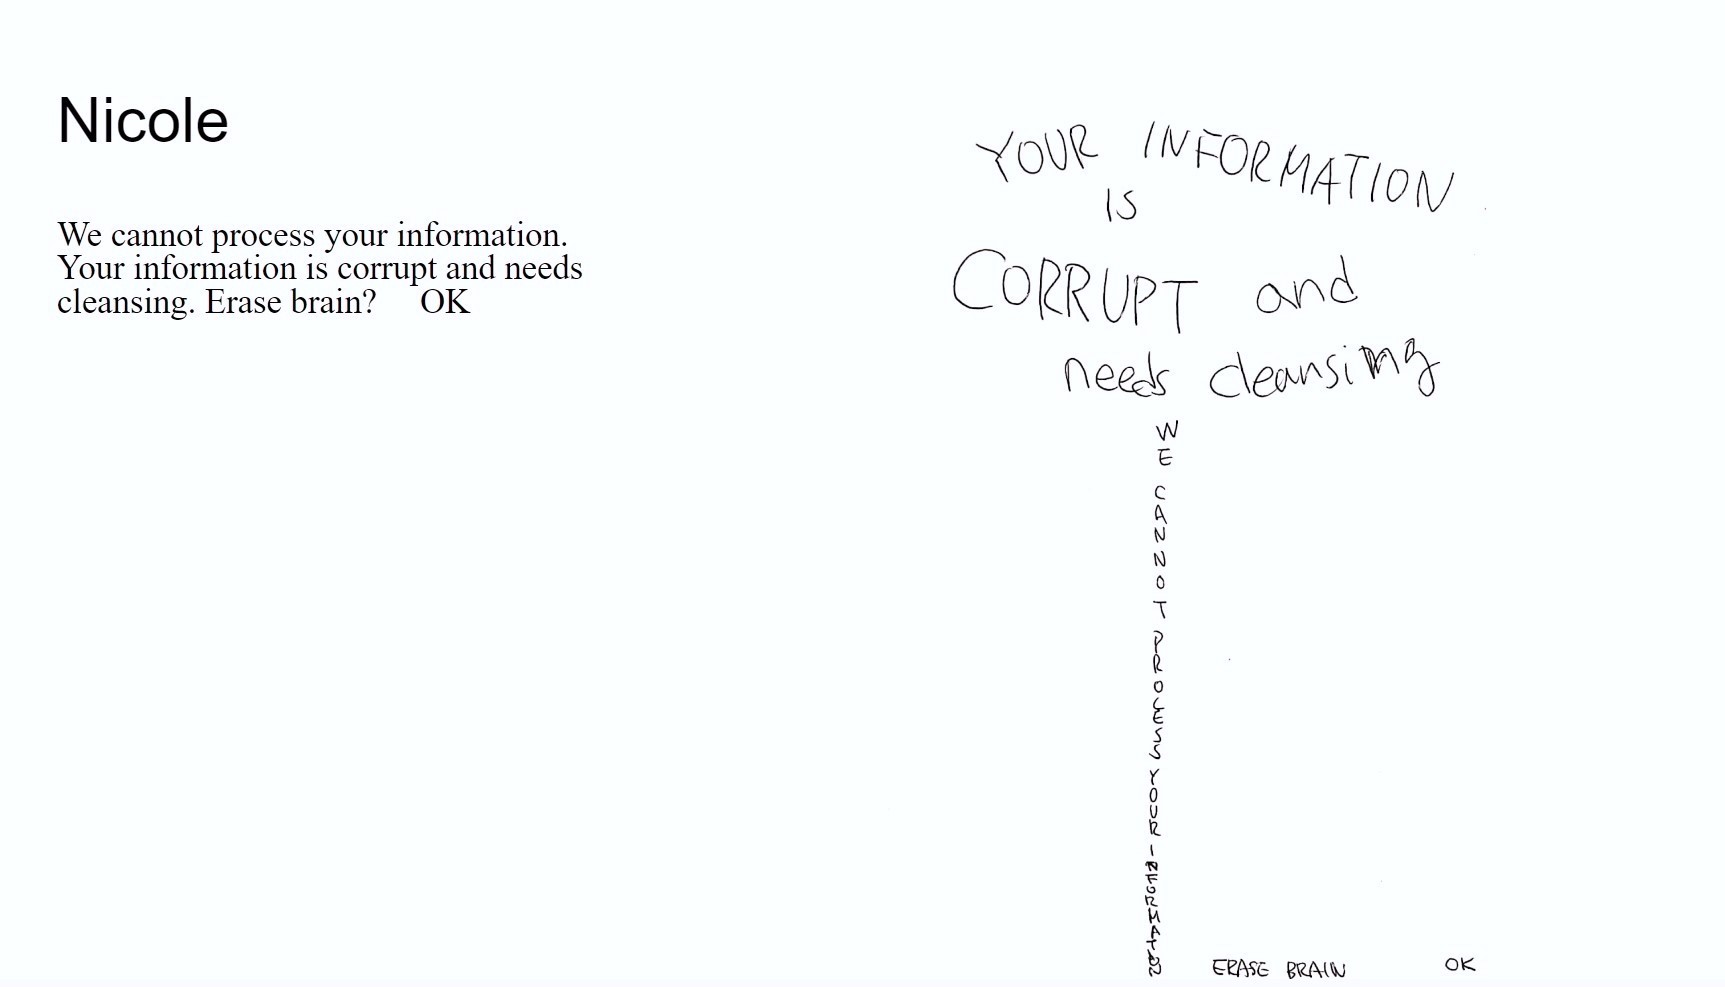 Nicole
We cannot process your information.
Your information is corrupt and needs
cleansing. Erase brain? OK
YOUR INFORMATION
IS
CORRUPT and
needs cleansing
WE CANNOT PROCESS YOUR INFORMATION
ERASE BRAIN OK